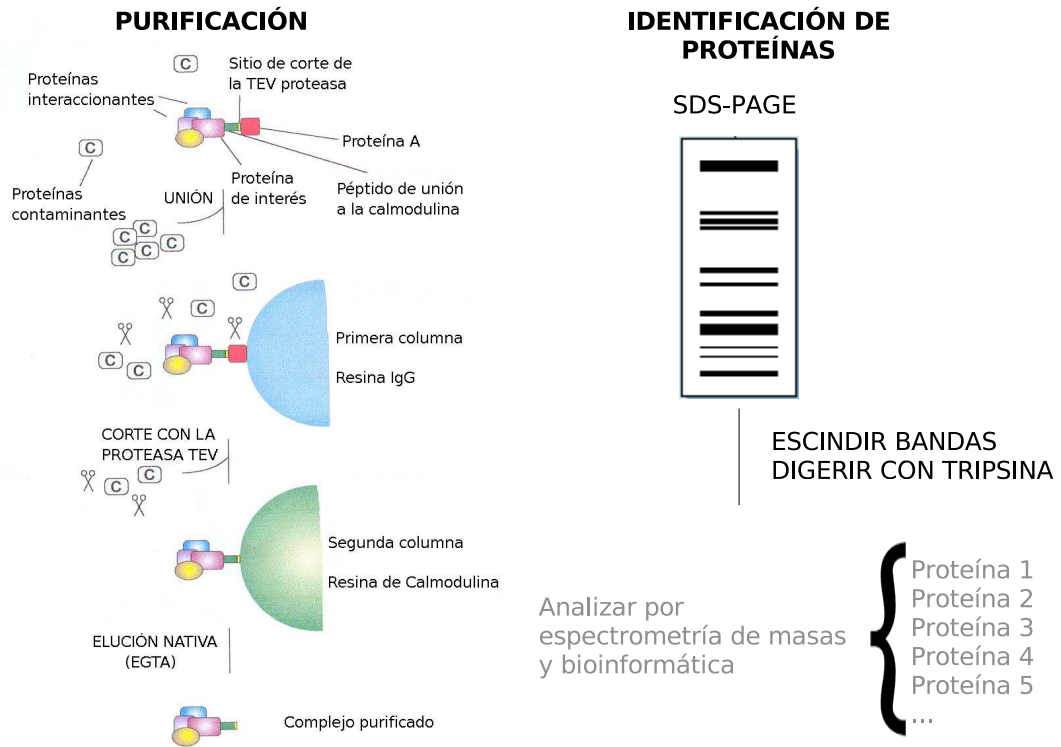 PURIFICACIÓN
C
Sitio de corte de
la TEV proteasa
Proteínas
interaccionantes
Proteína A
C
Proteínas
contaminantes
UNIÓN
Proteína
de interés
Péptido de unión
a la calmodulina
C
C
C
C
C
C
C
C
C
Primera columna
Resina IgG
CORTE CON LA
PROTEASA TEV
C
C
Segunda columna
Resina de Calmodulina
ELUCIÓN NATIVA
(EGTA)
Complejo purificado
IDENTIFICACIÓN DE
PROTEÍNAS
SDS-PAGE
ESCINDIR BANDAS
DIGERIR CON TRIPSINA
Analizar por
espectrometría de masas
y bioinformática
Proteína 1
Proteína 2
Proteína 3
Proteína 4
Proteína 5
...